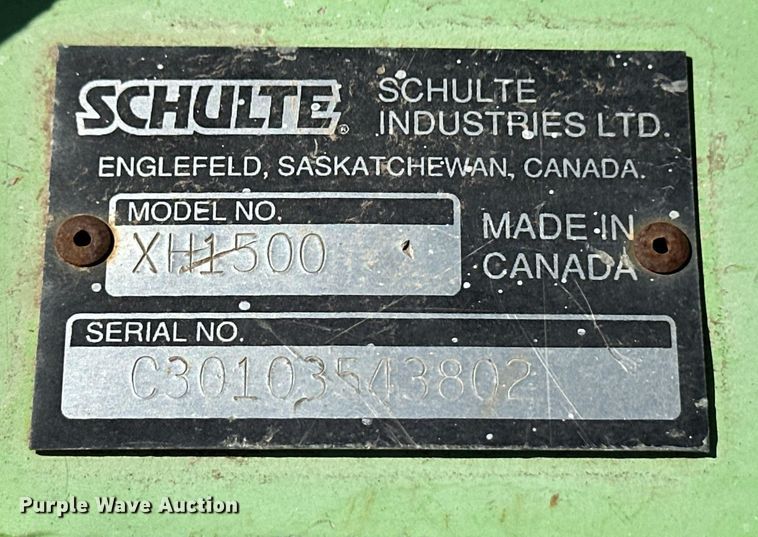 SCHULTE®
SCHULTE
INDUSTRIES LTD.
ENGLEFELD, SASKATCHEWAN, CANADA.
MODEL NO.
XH1500
MADE IN
CANADA
SERIAL NO.
C30103543802
Purple Wave Auction